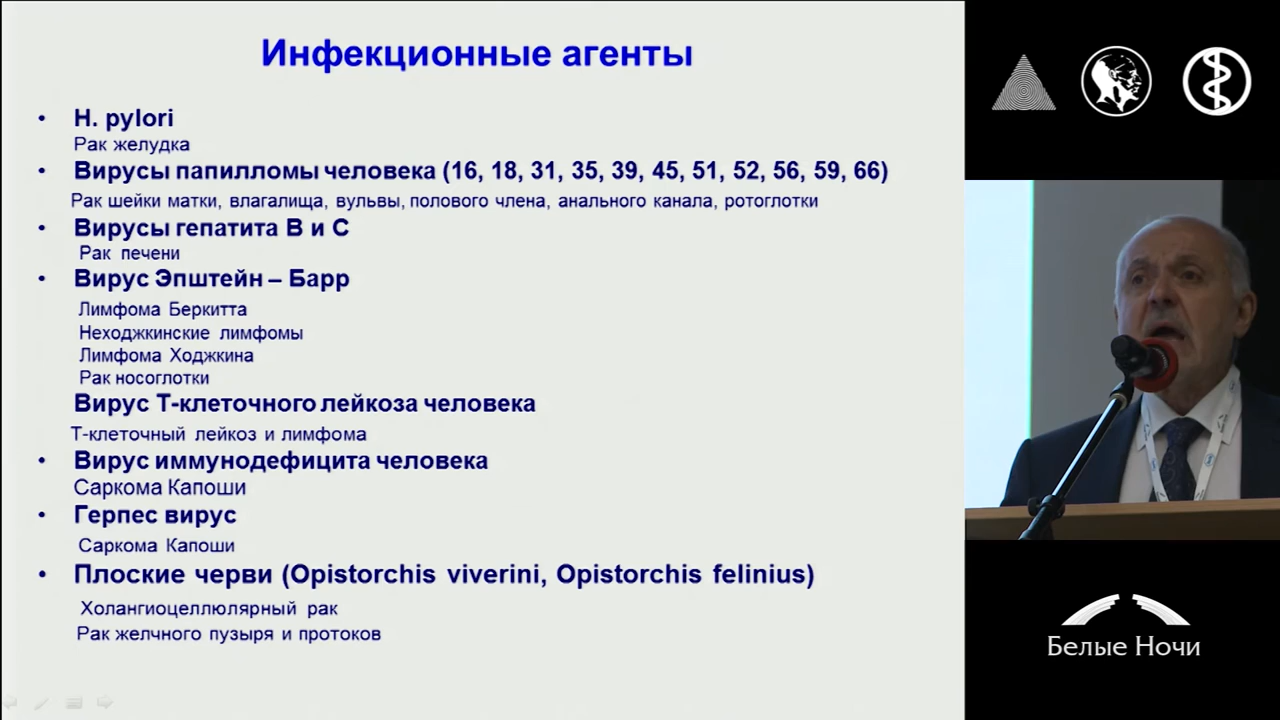 Инфекционные агенты
• H. pylori
Рак желудка
• Вирусы папилломы человека (16, 18, 31, 35, 39, 45, 51, 52, 56, 59, 66)
Рак шейки матки, влагалища, вульвы, полового члена, анального канала, ротоглотки
• Вирусы гепатита В и С
Рак печени
• Вирус Эпштейн – Барр
Лимфома Беркитта
Неходжкинские лимфомы
Лимфома Ходжкина
Рак носоглотки
Вирус Т-клеточного лейкоза человека
Т-клеточный лейкоз и лимфома
• Вирус иммунодефицита человека
Саркома Капоши
• Герпес вирус
Саркома Капоши
• Плоские черви (Opistorchis viverini, Opistorchis felinius)
Холангиоцеллюлярный рак
Рак желчного пузыря и протоков
Белые Ночи